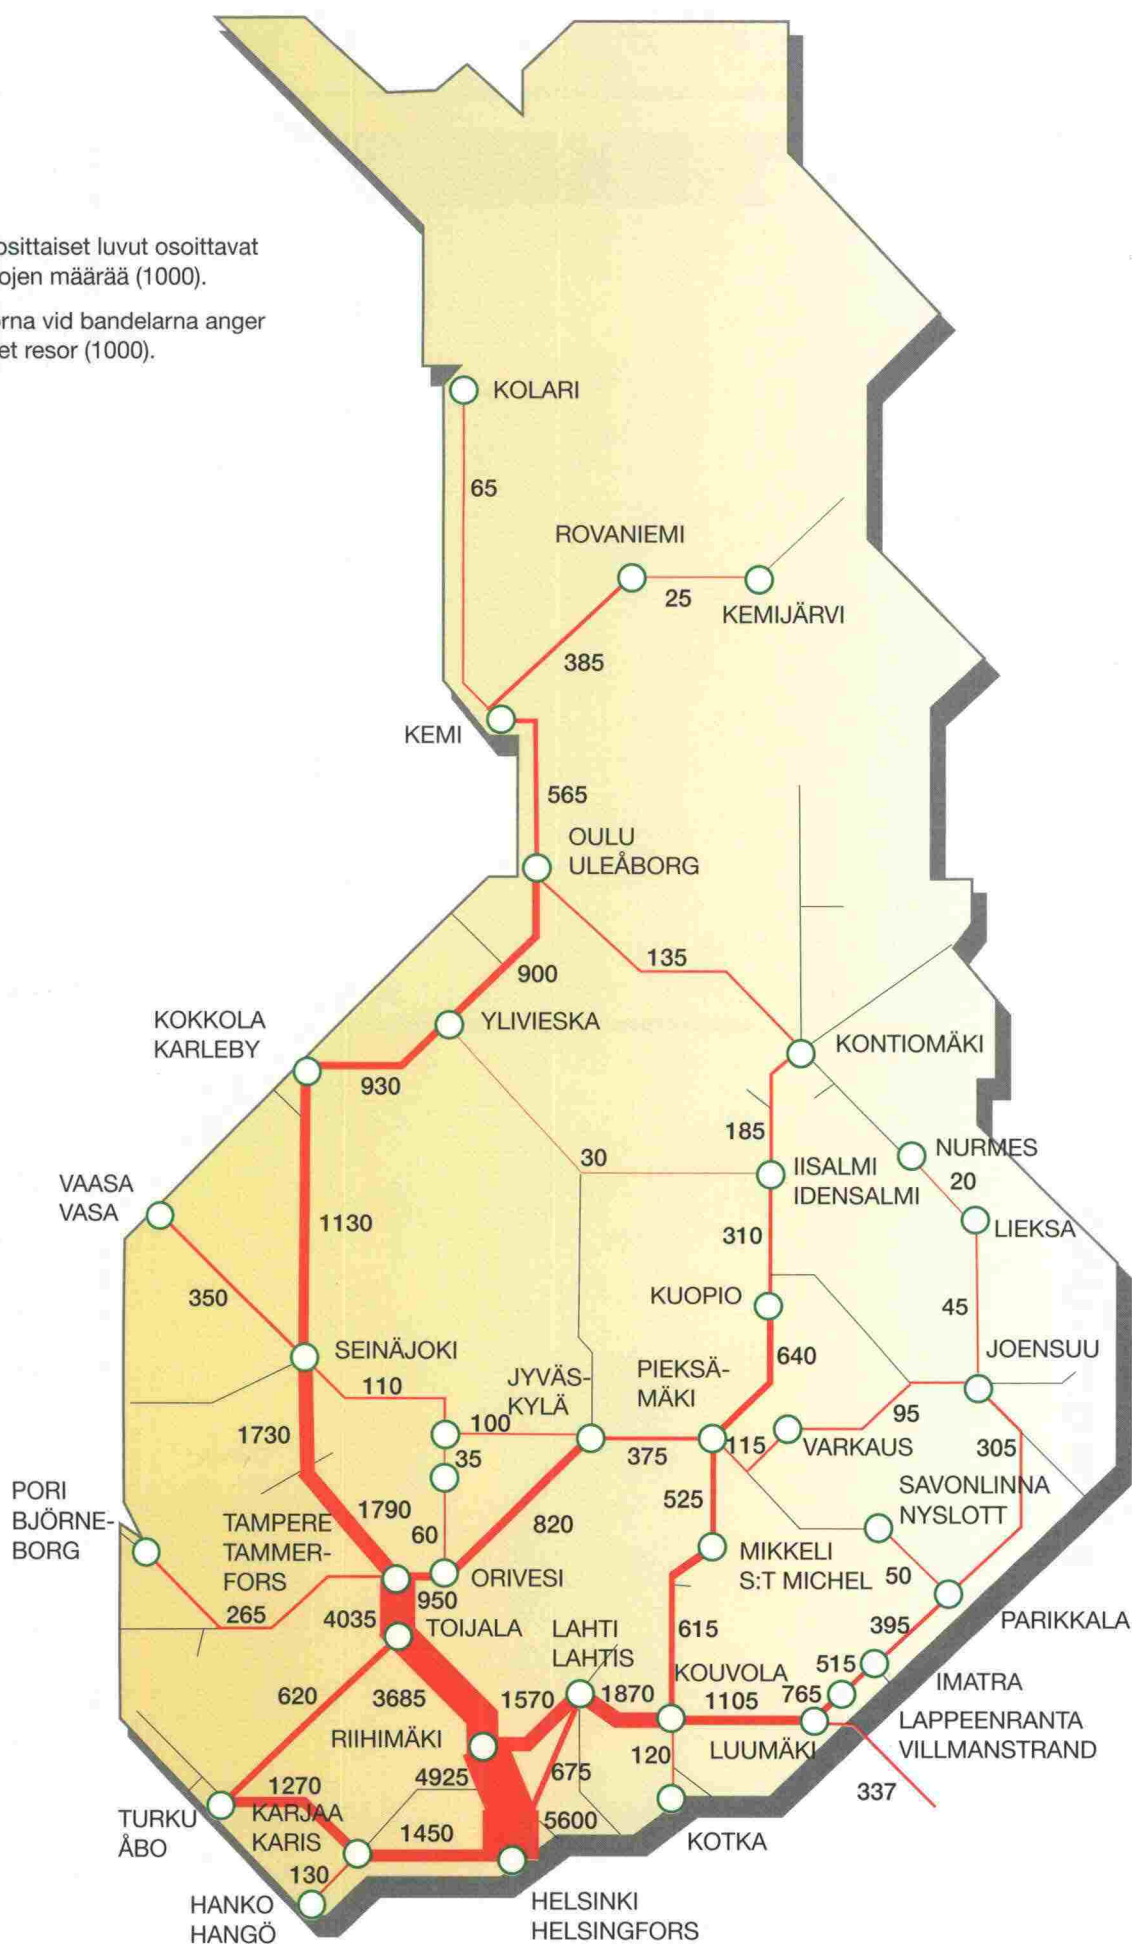 osittaiset luvut osoittavat
ojen määrää (1000).
orna vid bandelarna anger
et resor (1000).
KOLARI
65
ROVANIEMI
25
KEMIJÄRVI
385
KEMI
565
OULU
ULEÅBORG
135
900
YLIVIESKA
KOKKOLA
KARLEBY
KONTIOMÄKI
930
185
NURMES
30
IISALMI
IDENSALMI
20
VAASA
VASA
LIEKSA
1130
310
350
KUOPIO
45
SEINÄJOKI
640
JOENSUU
110
JYVÄS-
KYLÄ
PIEKSÄ-
MÄKI
100
95
1730
35
375
115
VARKAUS
305
SAVONLINNA
NYSLOTT
PORI
BJÖRNE-
BORG
1790
525
TAMPERE
TAMMER-
FORS
60
820
MIKKELI
S:T MICHEL
ORIVESI
50
950
265
4035
TOIJALA
LAHTI
LAHTIS
615
395
PARIKKALA
KOUVOLA
515
IMATRA
620
3685
1570
1870
1105
765
LAPPEENRANTA
VILLMANSTRAND
RIIHIMÄKI
LUUMÄKI
120
675
4925
1270
337
TURKU
ÅBO
KARJAA
KARIS
1450
5600
KOTKA
130
HANKO
HANGÖ
HELSINKI
HELSINGFORS